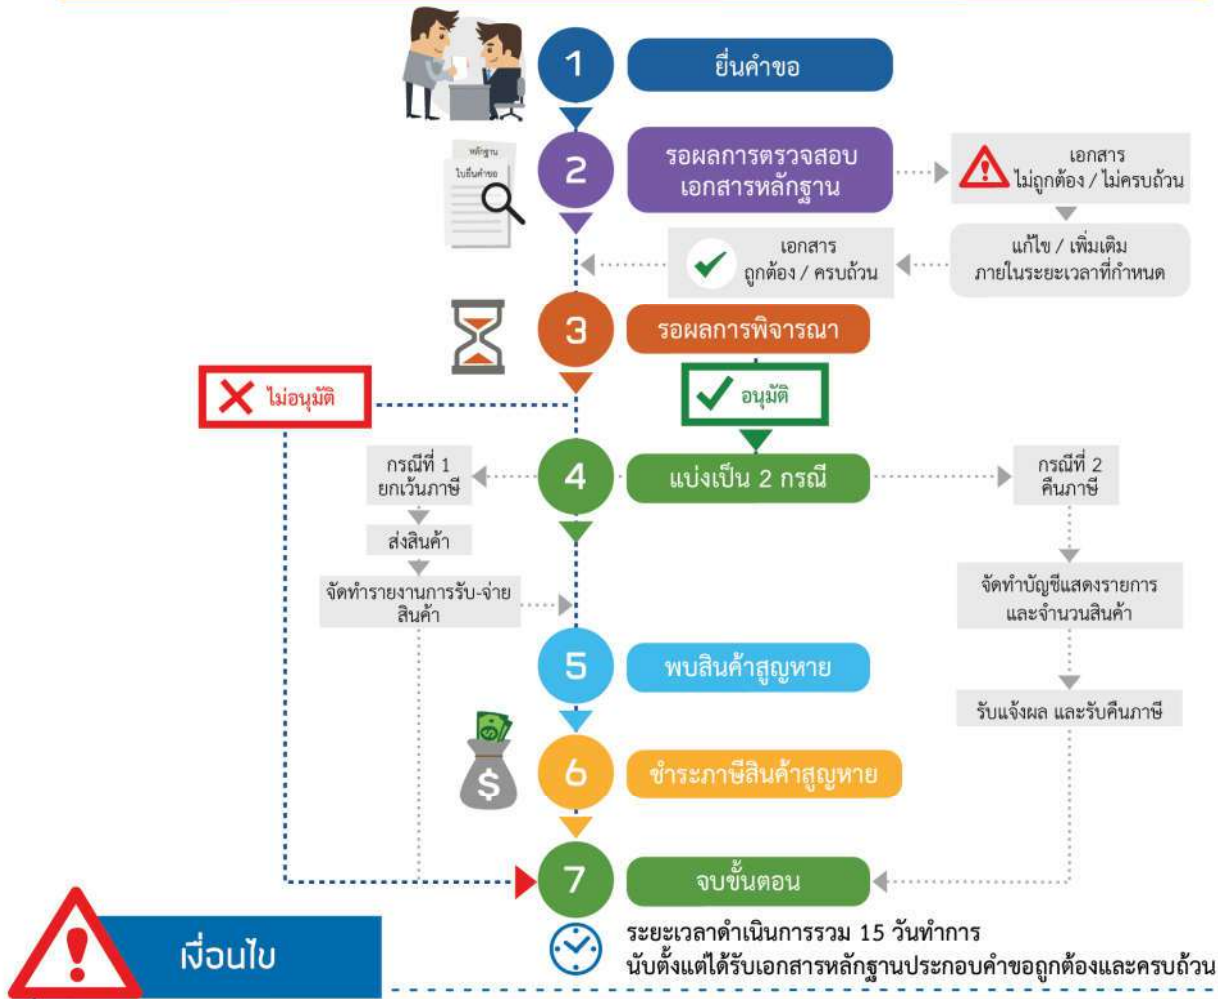 1
ยื่นคำขอ
หลักฐาน
ใบยื่นคำขอ
2
รอผลการตรวจสอบ
เอกสารหลักฐาน
เอกสาร
ไม่ถูกต้อง / ไม่ครบถ้วน
แก้ไข / เพิ่มเติม
ภายในระยะเวลาที่กำหนด
เอกสาร
ถูกต้อง / ครบถ้วน
3
รอผลการพิจารณา
ไม่อนุมัติ
อนุมัติ
4
แบ่งเป็น 2 กรณี
กรณีที่ 1
ยกเว้นภาษี
ส่งสินค้า
จัดทำรายงานการรับ-จ่าย
สินค้า
กรณีที่ 2
คืนภาษี
จัดทำบัญชีแสดงรายการ
และจำนวนสินค้า
รับแจ้งผล และรับคืนภาษี
5
พบสินค้าสูญหาย
$
$
6
ชำระภาษีสินค้าสูญหาย
7
จบขั้นตอน
ระยะเวลาดำเนินการรวม 15 วันทำการ
นับตั้งแต่ได้รับเอกสารหลักฐานประกอบคำขอถูกต้องและครบถ้วน
เงื่อนไข